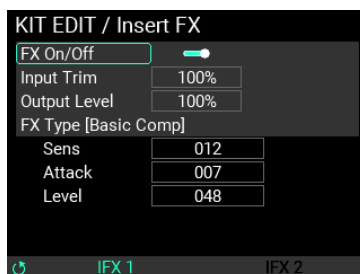 KIT EDIT / Insert FX
FX On/Off
Input Trim 100%
Output Level 100%
FX Type [Basic Comp]
Sens 012
Attack 007
Level 048
IFX 1 IFX 2